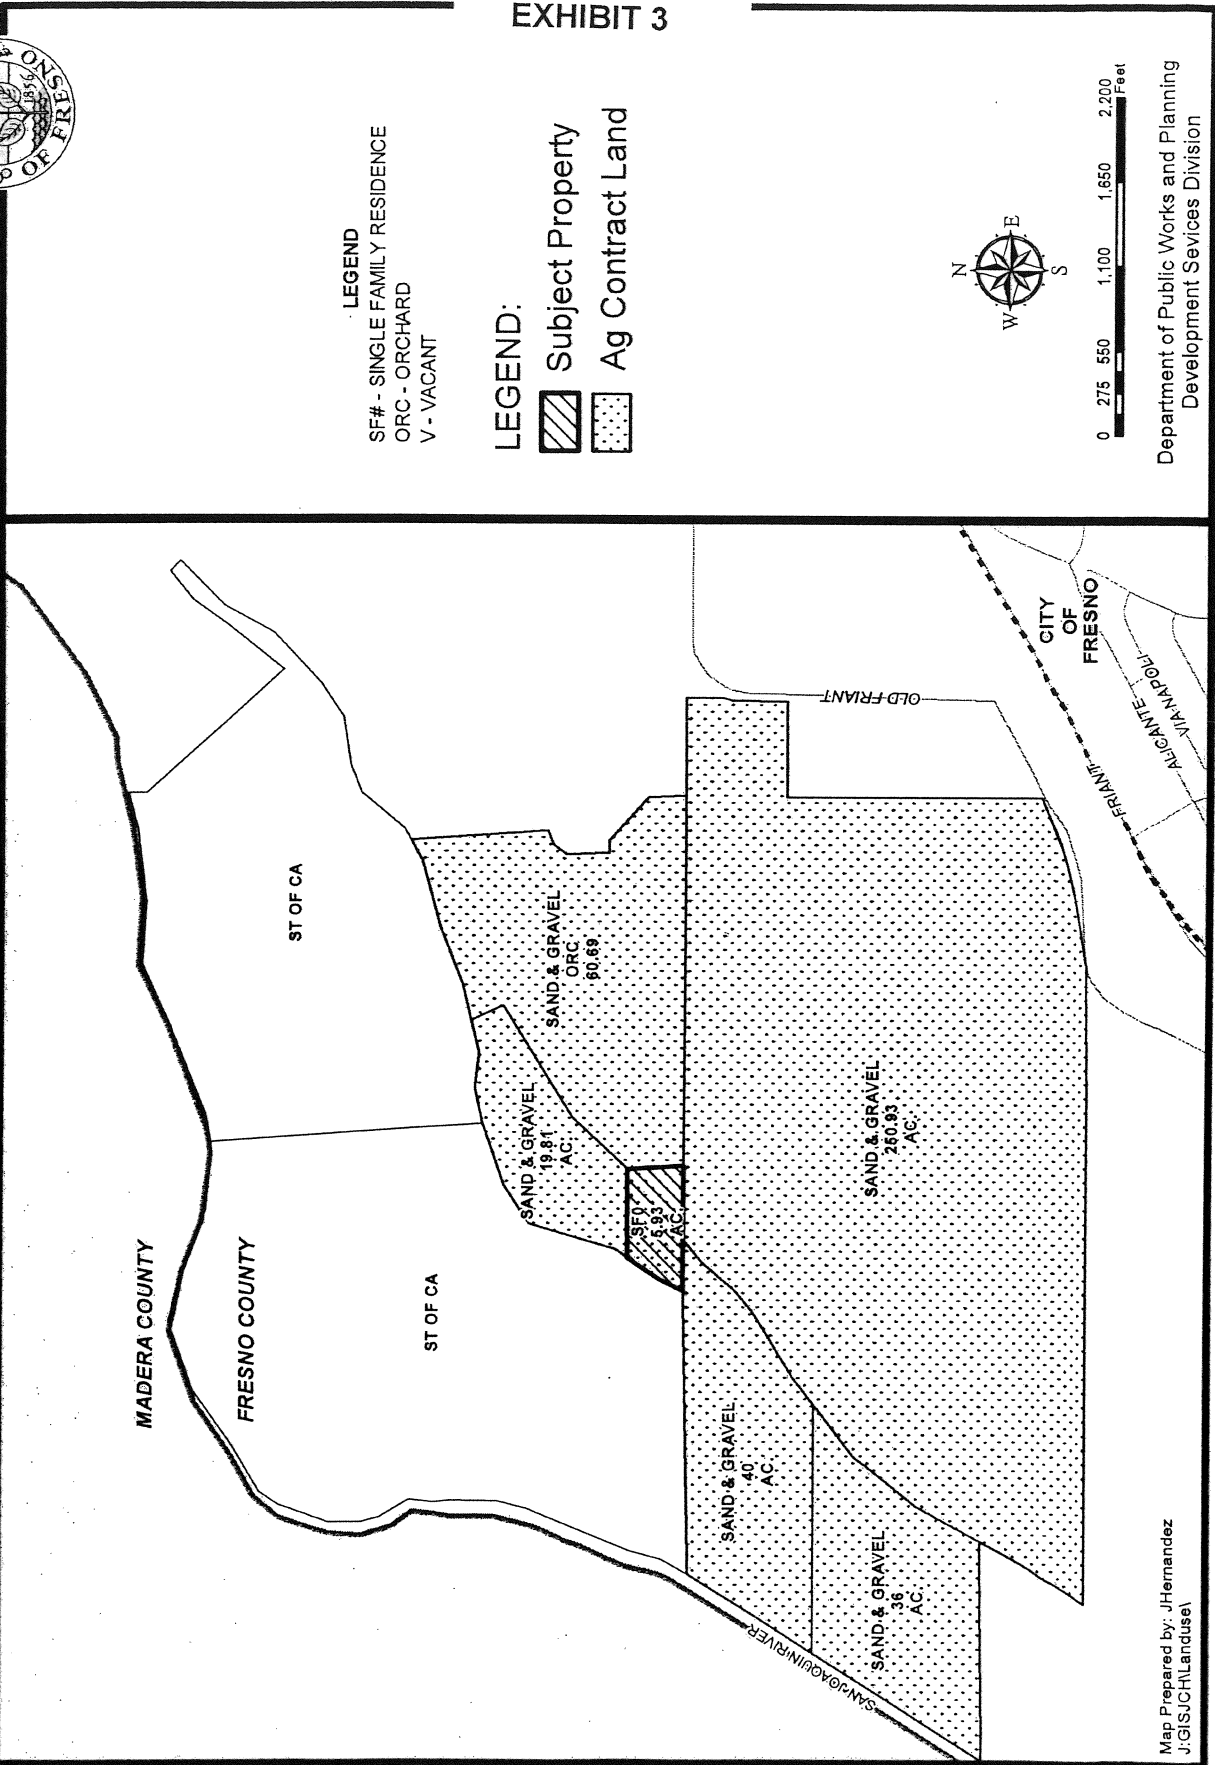 EXHIBIT 3
OF FRESNO
1856
LEGEND
SF# - SINGLE FAMILY RESIDENCE
ORC - ORCHARD
V - VACANT
LEGEND:
Subject Property
Ag Contract Land
N
W
E
S
0 275 550 1,100 1,650 2,200
Feet
Department of Public Works and Planning
Development Sevices Division
MADERA COUNTY
FRESNO COUNTY
ST OF CA
ST OF CA
SAND & GRAVEL
ORC
60.69
SAND & GRAVEL
19.81
AC.
SF0
5.93
AC.
SAND & GRAVEL
250.93
AC.
SAND & GRAVEL
40
AC.
SAND & GRAVEL
36
AC.
SAN JOAQUIN RIVER
OLD FRIANT
FRIANT
CITY
OF
FRESNO
ALICANTE
VIA NAPOLI
Map Prepared by: JHernandez
J:GISJCH\Landuse\